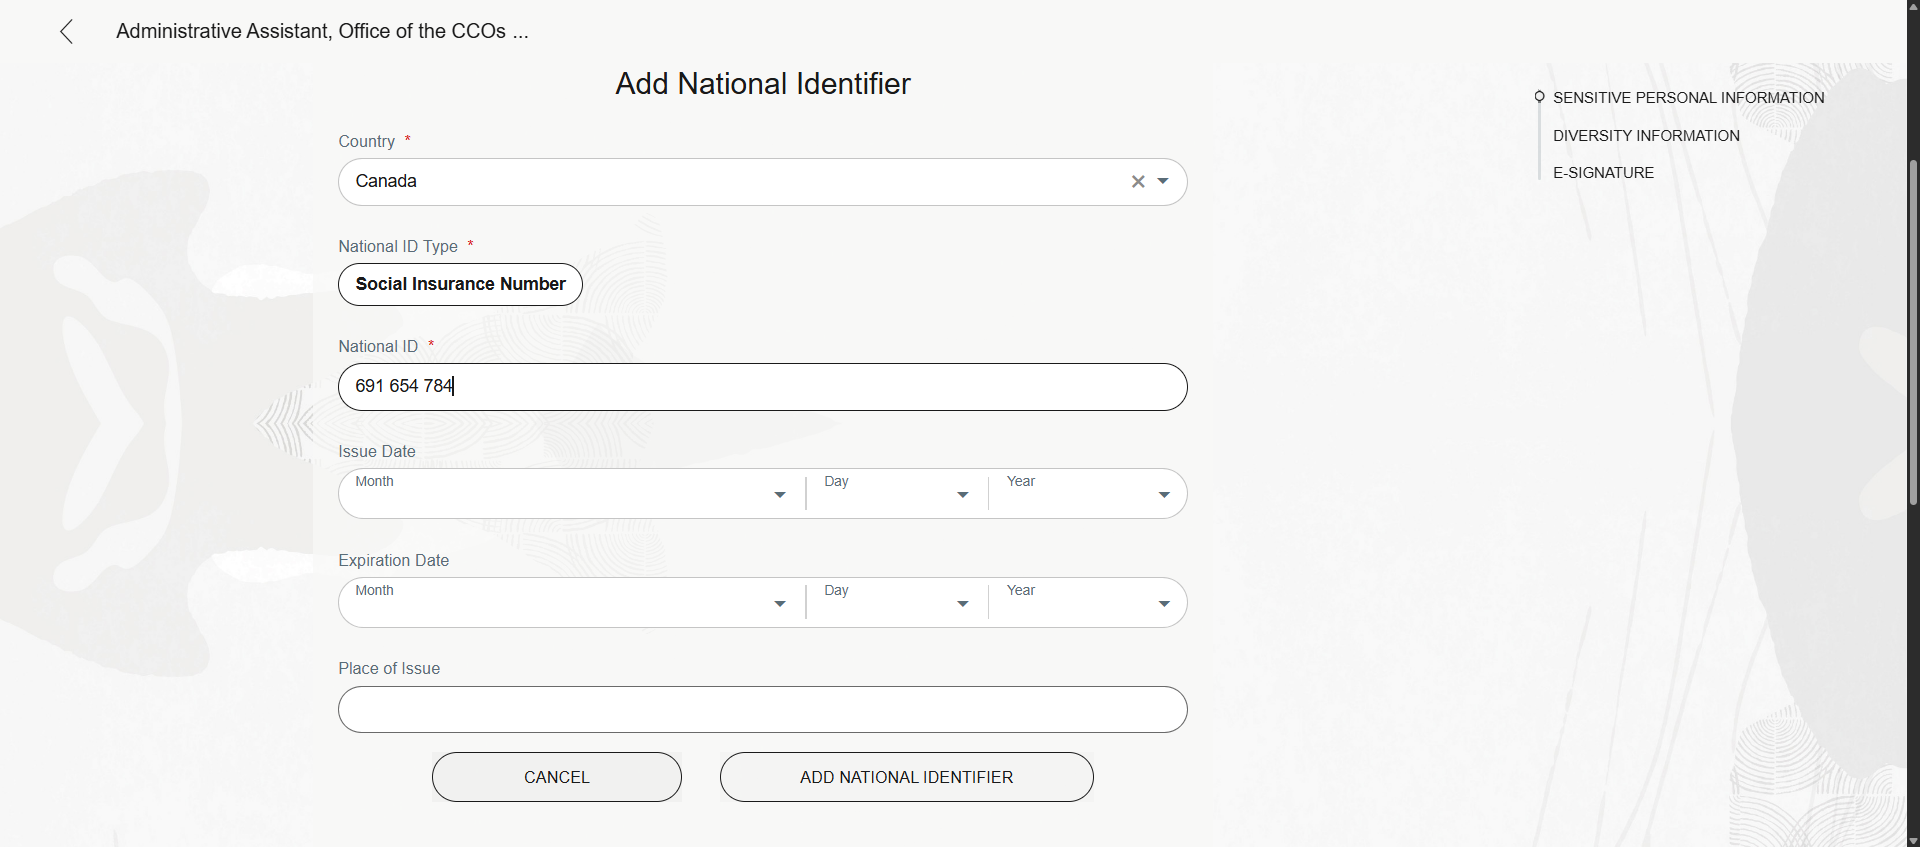 Administrative Assistant, Office of the CCOs ...
Add National Identifier
SENSITIVE PERSONAL INFORMATION
DIVERSITY INFORMATION
E-SIGNATURE
Country *
Canada
National ID Type *
Social Insurance Number
National ID *
691 654 784
Issue Date
Month Day Year
Expiration Date
Month Day Year
Place of Issue
CANCEL ADD NATIONAL IDENTIFIER